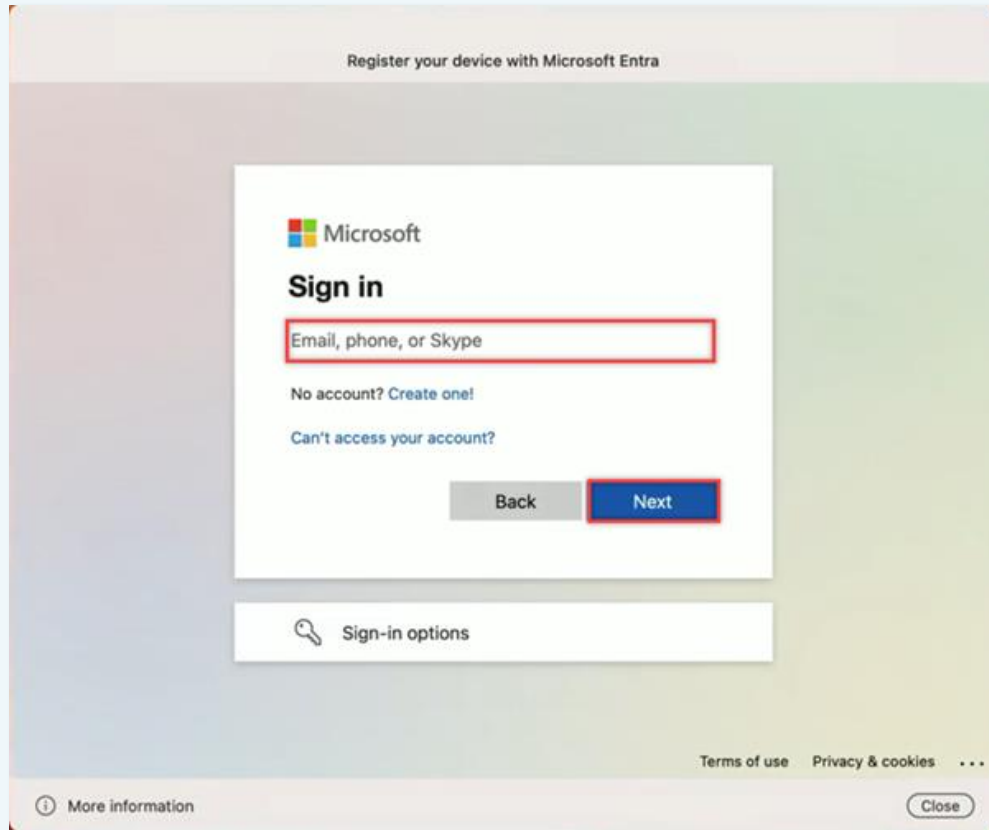 Register your device with Microsoft Entra
Microsoft
Sign in
Email, phone, or Skype
No account? Create one!
Can't access your account?
Back
Next
Sign-in options
Terms of use
Privacy & cookies
...
More information
Close